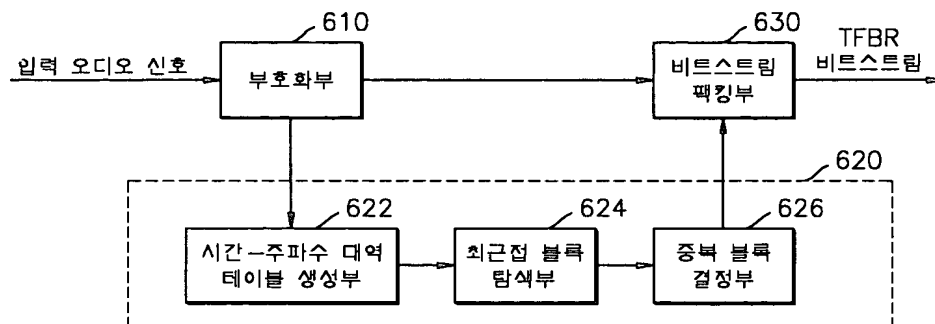 610
630
입력 오디오 신호
부호화부
비트스트림
팩킹부
TFBR
비트스트림
620
622
624
626
시간-주파수 대역
테이블 생성부
최근접 블록
탐색부
중복 블록
결정부